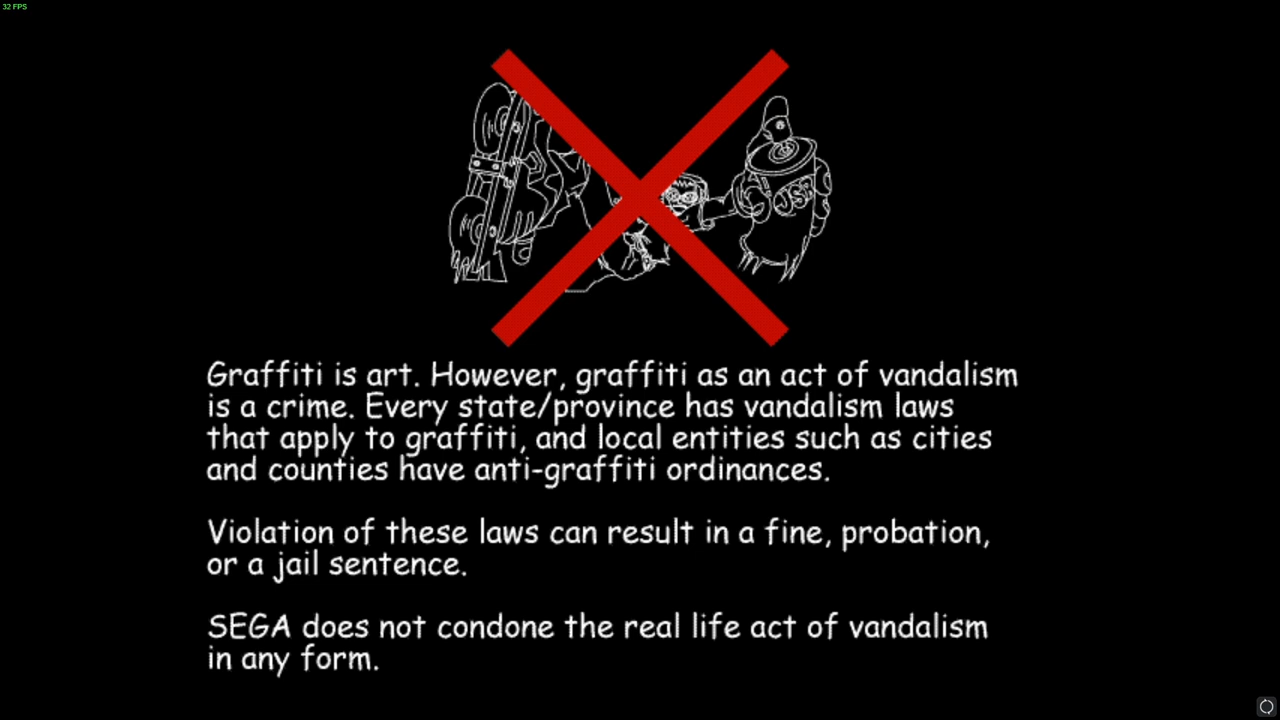 32 FPS
JSR
Graffiti is art. However, graffiti as an act of vandalism
is a crime. Every state/province has vandalism laws
that apply to graffiti, and local entities such as cities
and counties have anti-graffiti ordinances.
Violation of these laws can result in a fine, probation,
or a jail sentence.
SEGA does not condone the real life act of vandalism
in any form.